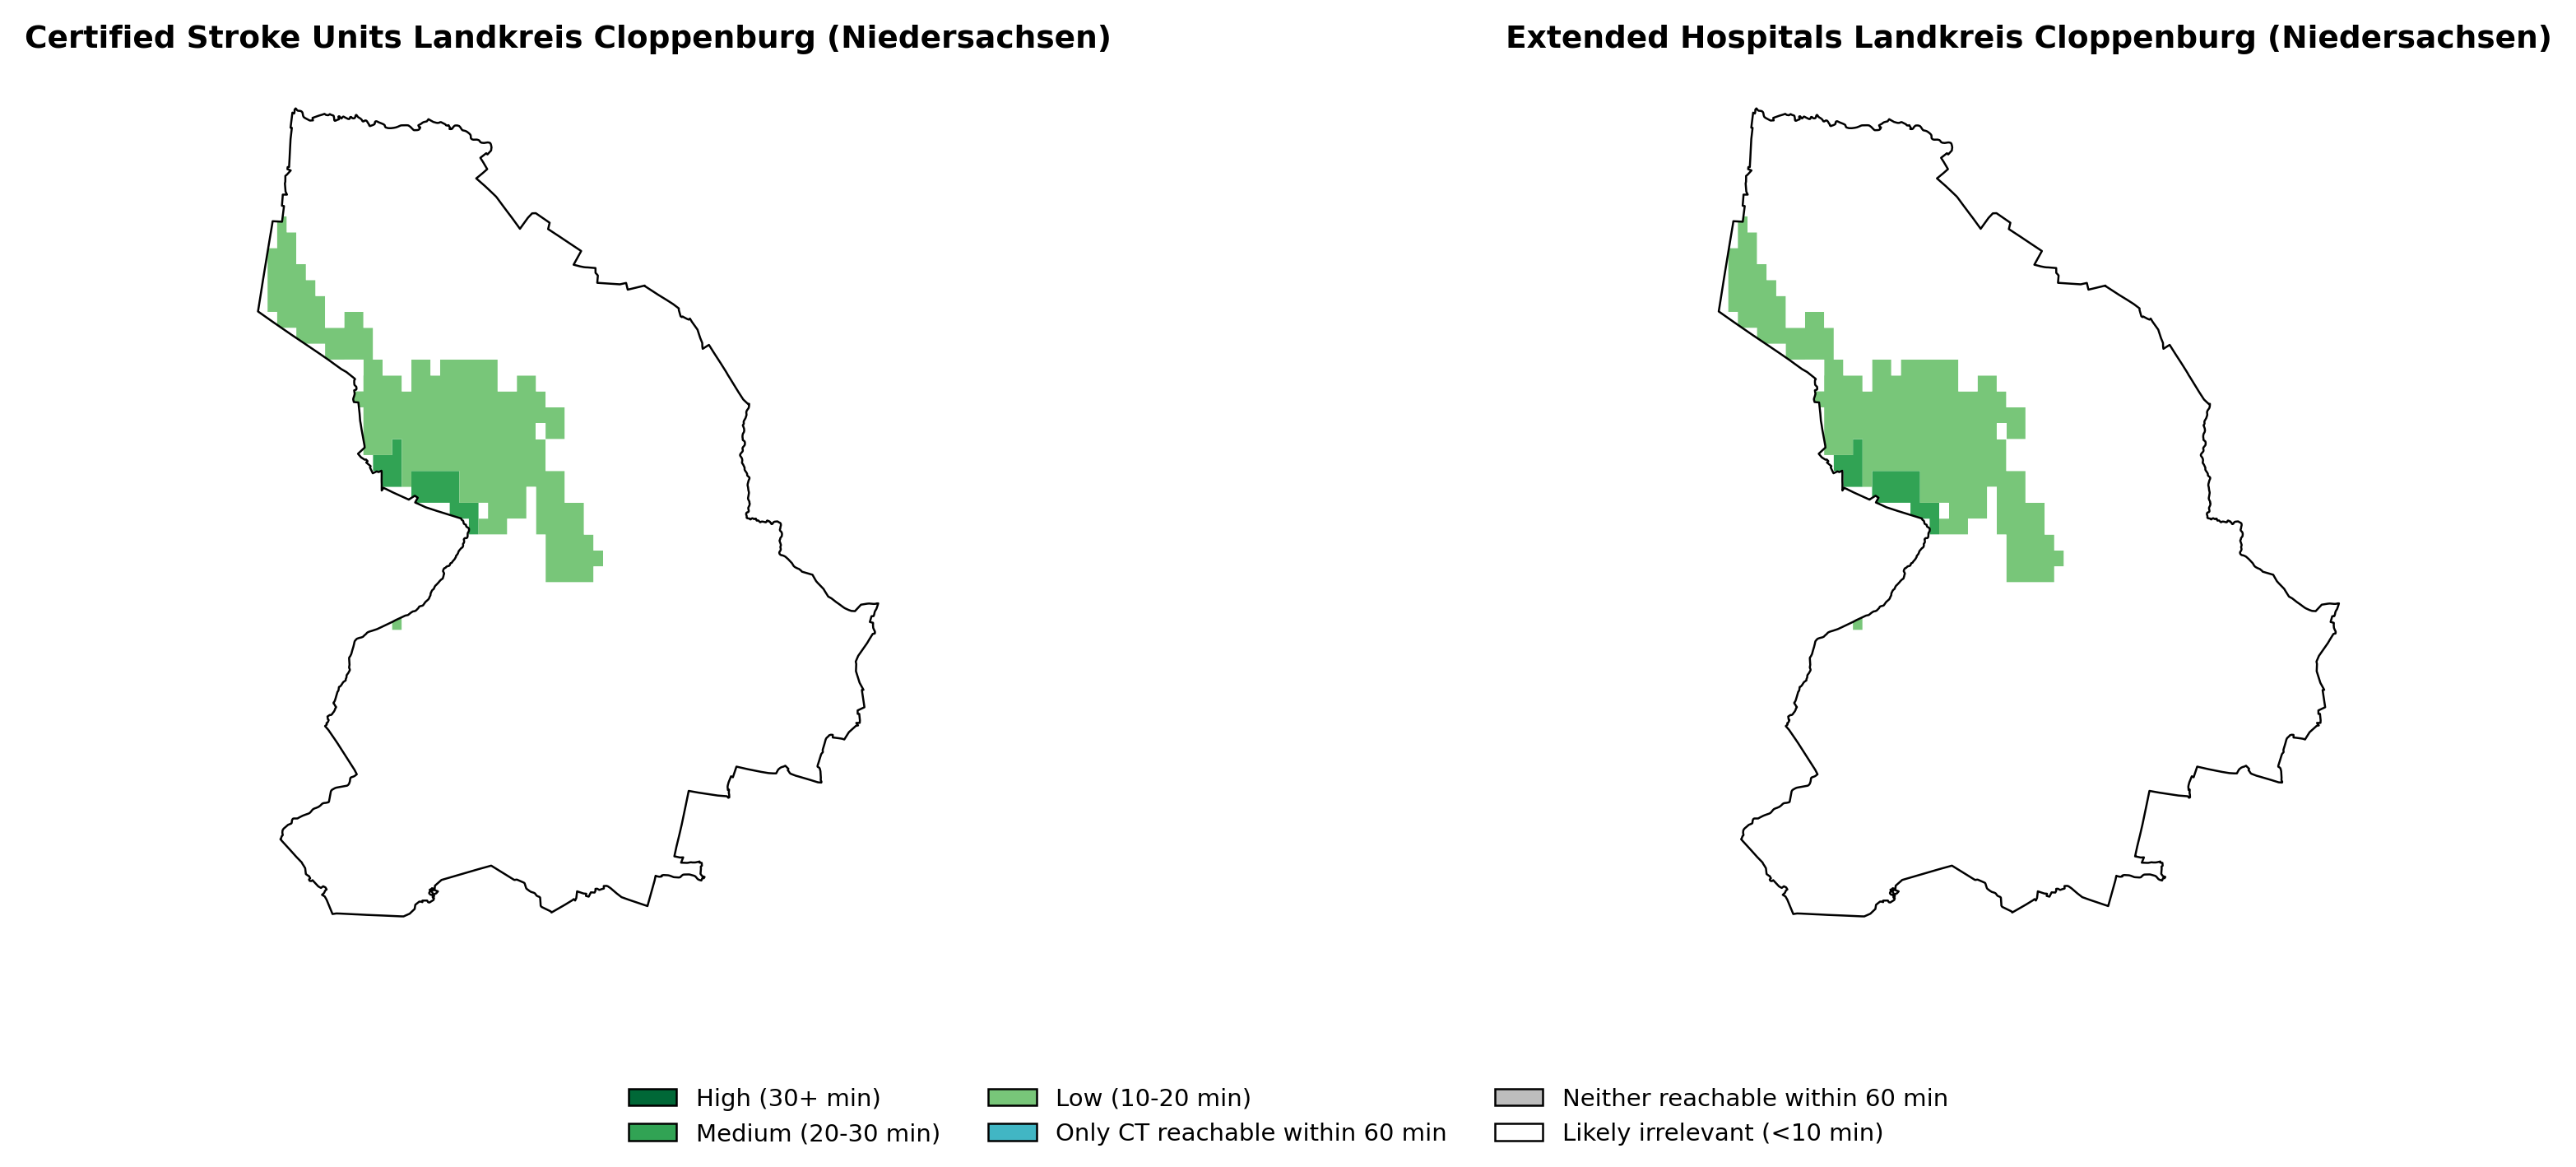 Certified Stroke Units Landkreis Cloppenburg (Niedersachsen)
Extended Hospitals Landkreis Cloppenburg (Niedersachsen)
High (30+ min)
Medium (20-30 min)
Low (10-20 min)
Only CT reachable within 60 min
Neither reachable within 60 min
Likely irrelevant (<10 min)